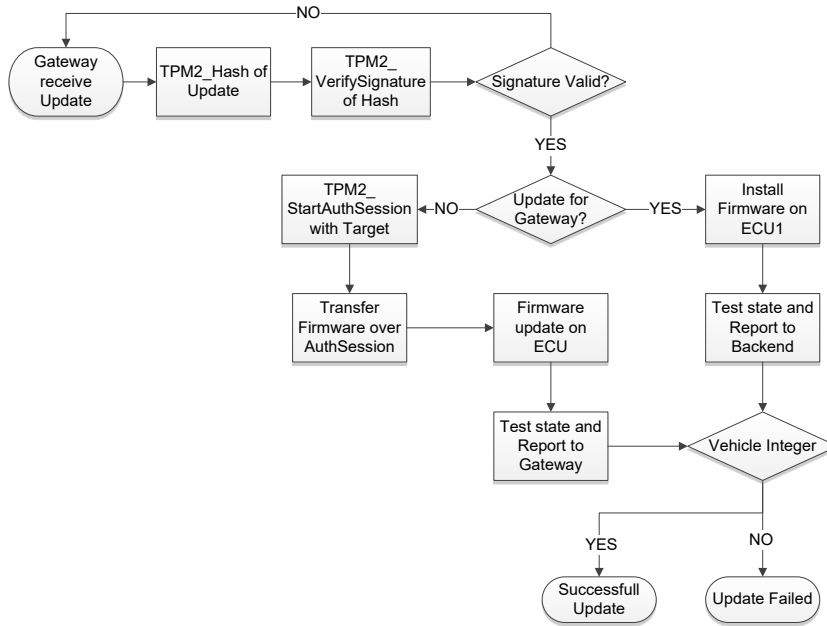 NO
Gateway
receive
Update
TPM2_Hash of
Update
TPM2_
VerifySignature
of Hash
Signature Valid?
YES
TPM2_
StartAuthSession
with Target
NO
Update for
Gateway?
YES
Install
Firmware on
ECU1
Transfer
Firmware over
AuthSession
Firmware
update on
ECU
Test state and
Report to
Backend
Test state and
Report to
Gateway
Vehicle Integer
YES
NO
Successfull
Update
Update Failed